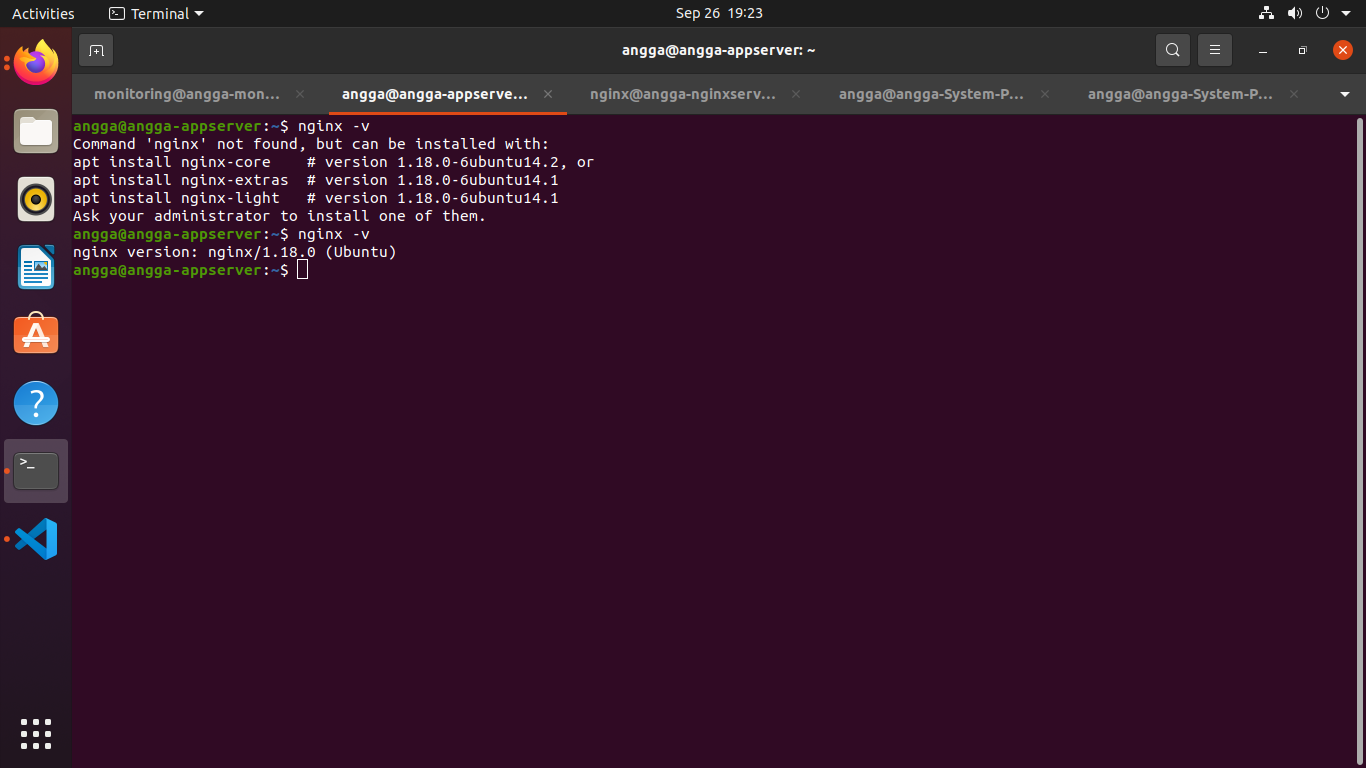 Activities
Terminal
Sep 26 19:23
angga@angga-appserver: ~
monitoring@angga-mon...
angga@angga-appserve...
nginx@angga-nginxserv...
angga@angga-System-P...
angga@angga-System-P...
angga@angga-appserver:~$ nginx -v
Command 'nginx' not found, but can be installed with:
apt install nginx-core    # version 1.18.0-6ubuntu14.2, or
apt install nginx-extras  # version 1.18.0-6ubuntu14.1
apt install nginx-light   # version 1.18.0-6ubuntu14.1
Ask your administrator to install one of them.
angga@angga-appserver:~$ nginx -v
nginx version: nginx/1.18.0 (Ubuntu)
angga@angga-appserver:~$